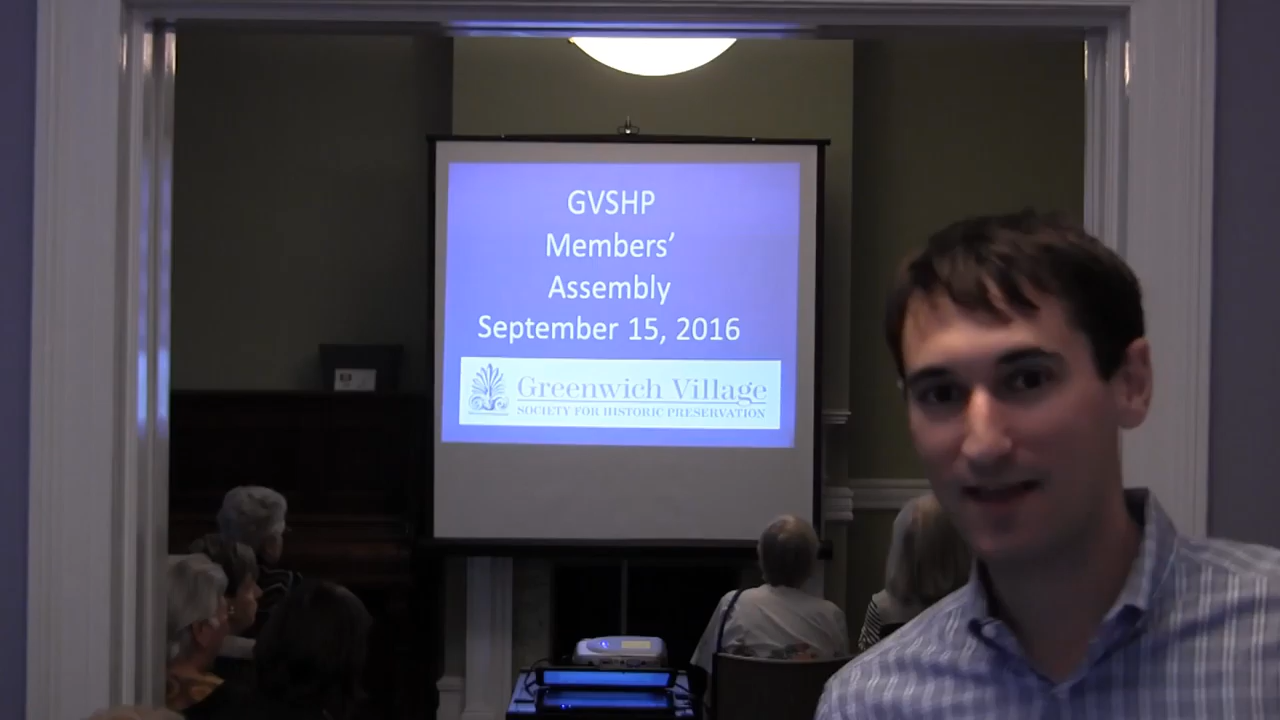 GVSHP
Members’
Assembly
September 15, 2016
Greenwich Village
SOCIETY FOR HISTORIC PRESERVATION